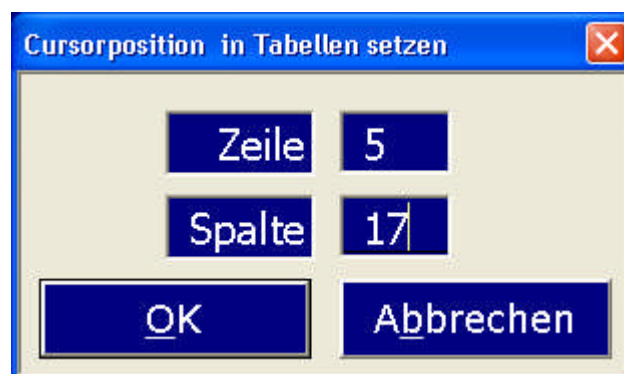 Cursorposition in Tabellen setzen
Zeile 5
Spalte 17
OK Abbrechen